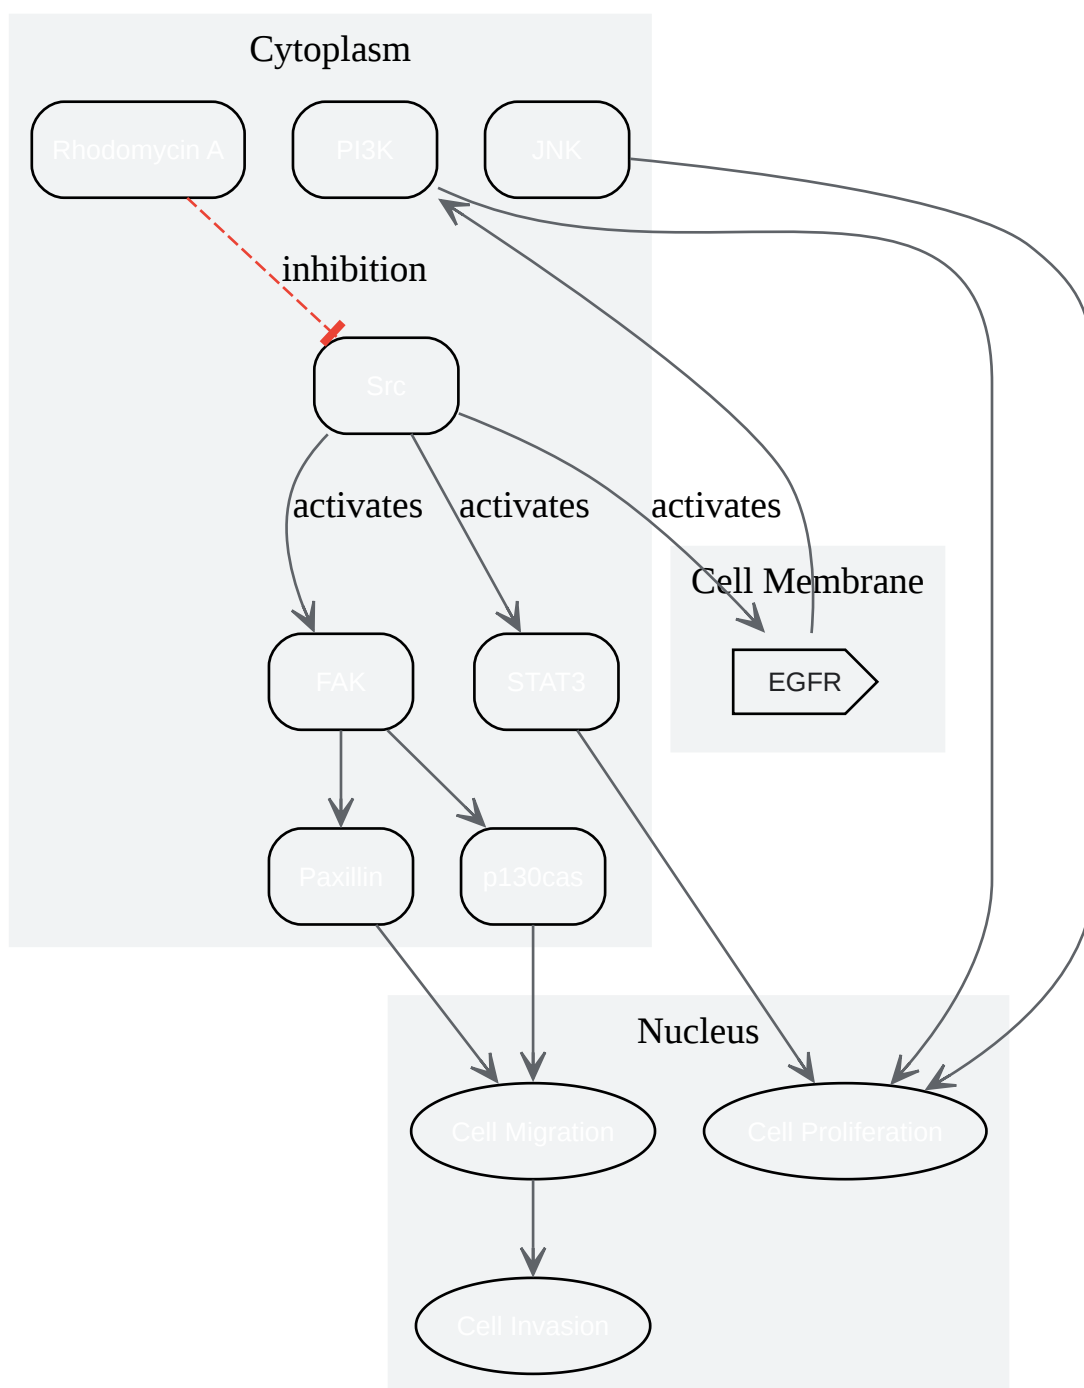 Cytoplasm
Rhodomycin A
PI3K
JNK
inhibition
Src
activates
activates
activates
Cell Membrane
FAK
STAT3
EGFR
Paxillin
p130cas
Nucleus
Cell Migration
Cell Proliferation
Cell Invasion